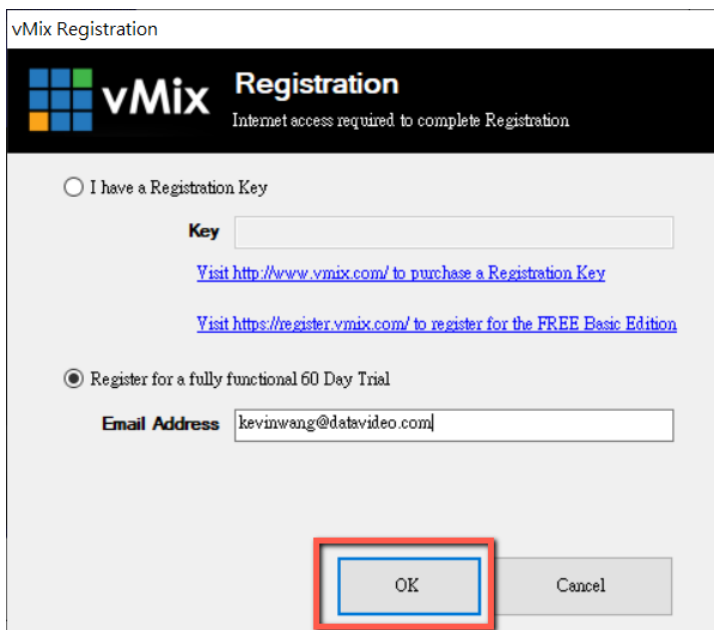 vMix Registration
vMix
Registration
Internet access required to complete Registration
I have a Registration Key
Key
Visit http://www.vmix.com/ to purchase a Registration Key
Visit https://register.vmix.com/ to register for the FREE Basic Edition
Register for a fully functional 60 Day Trial
Email Address kevinwang@datavideo.com
OK Cancel